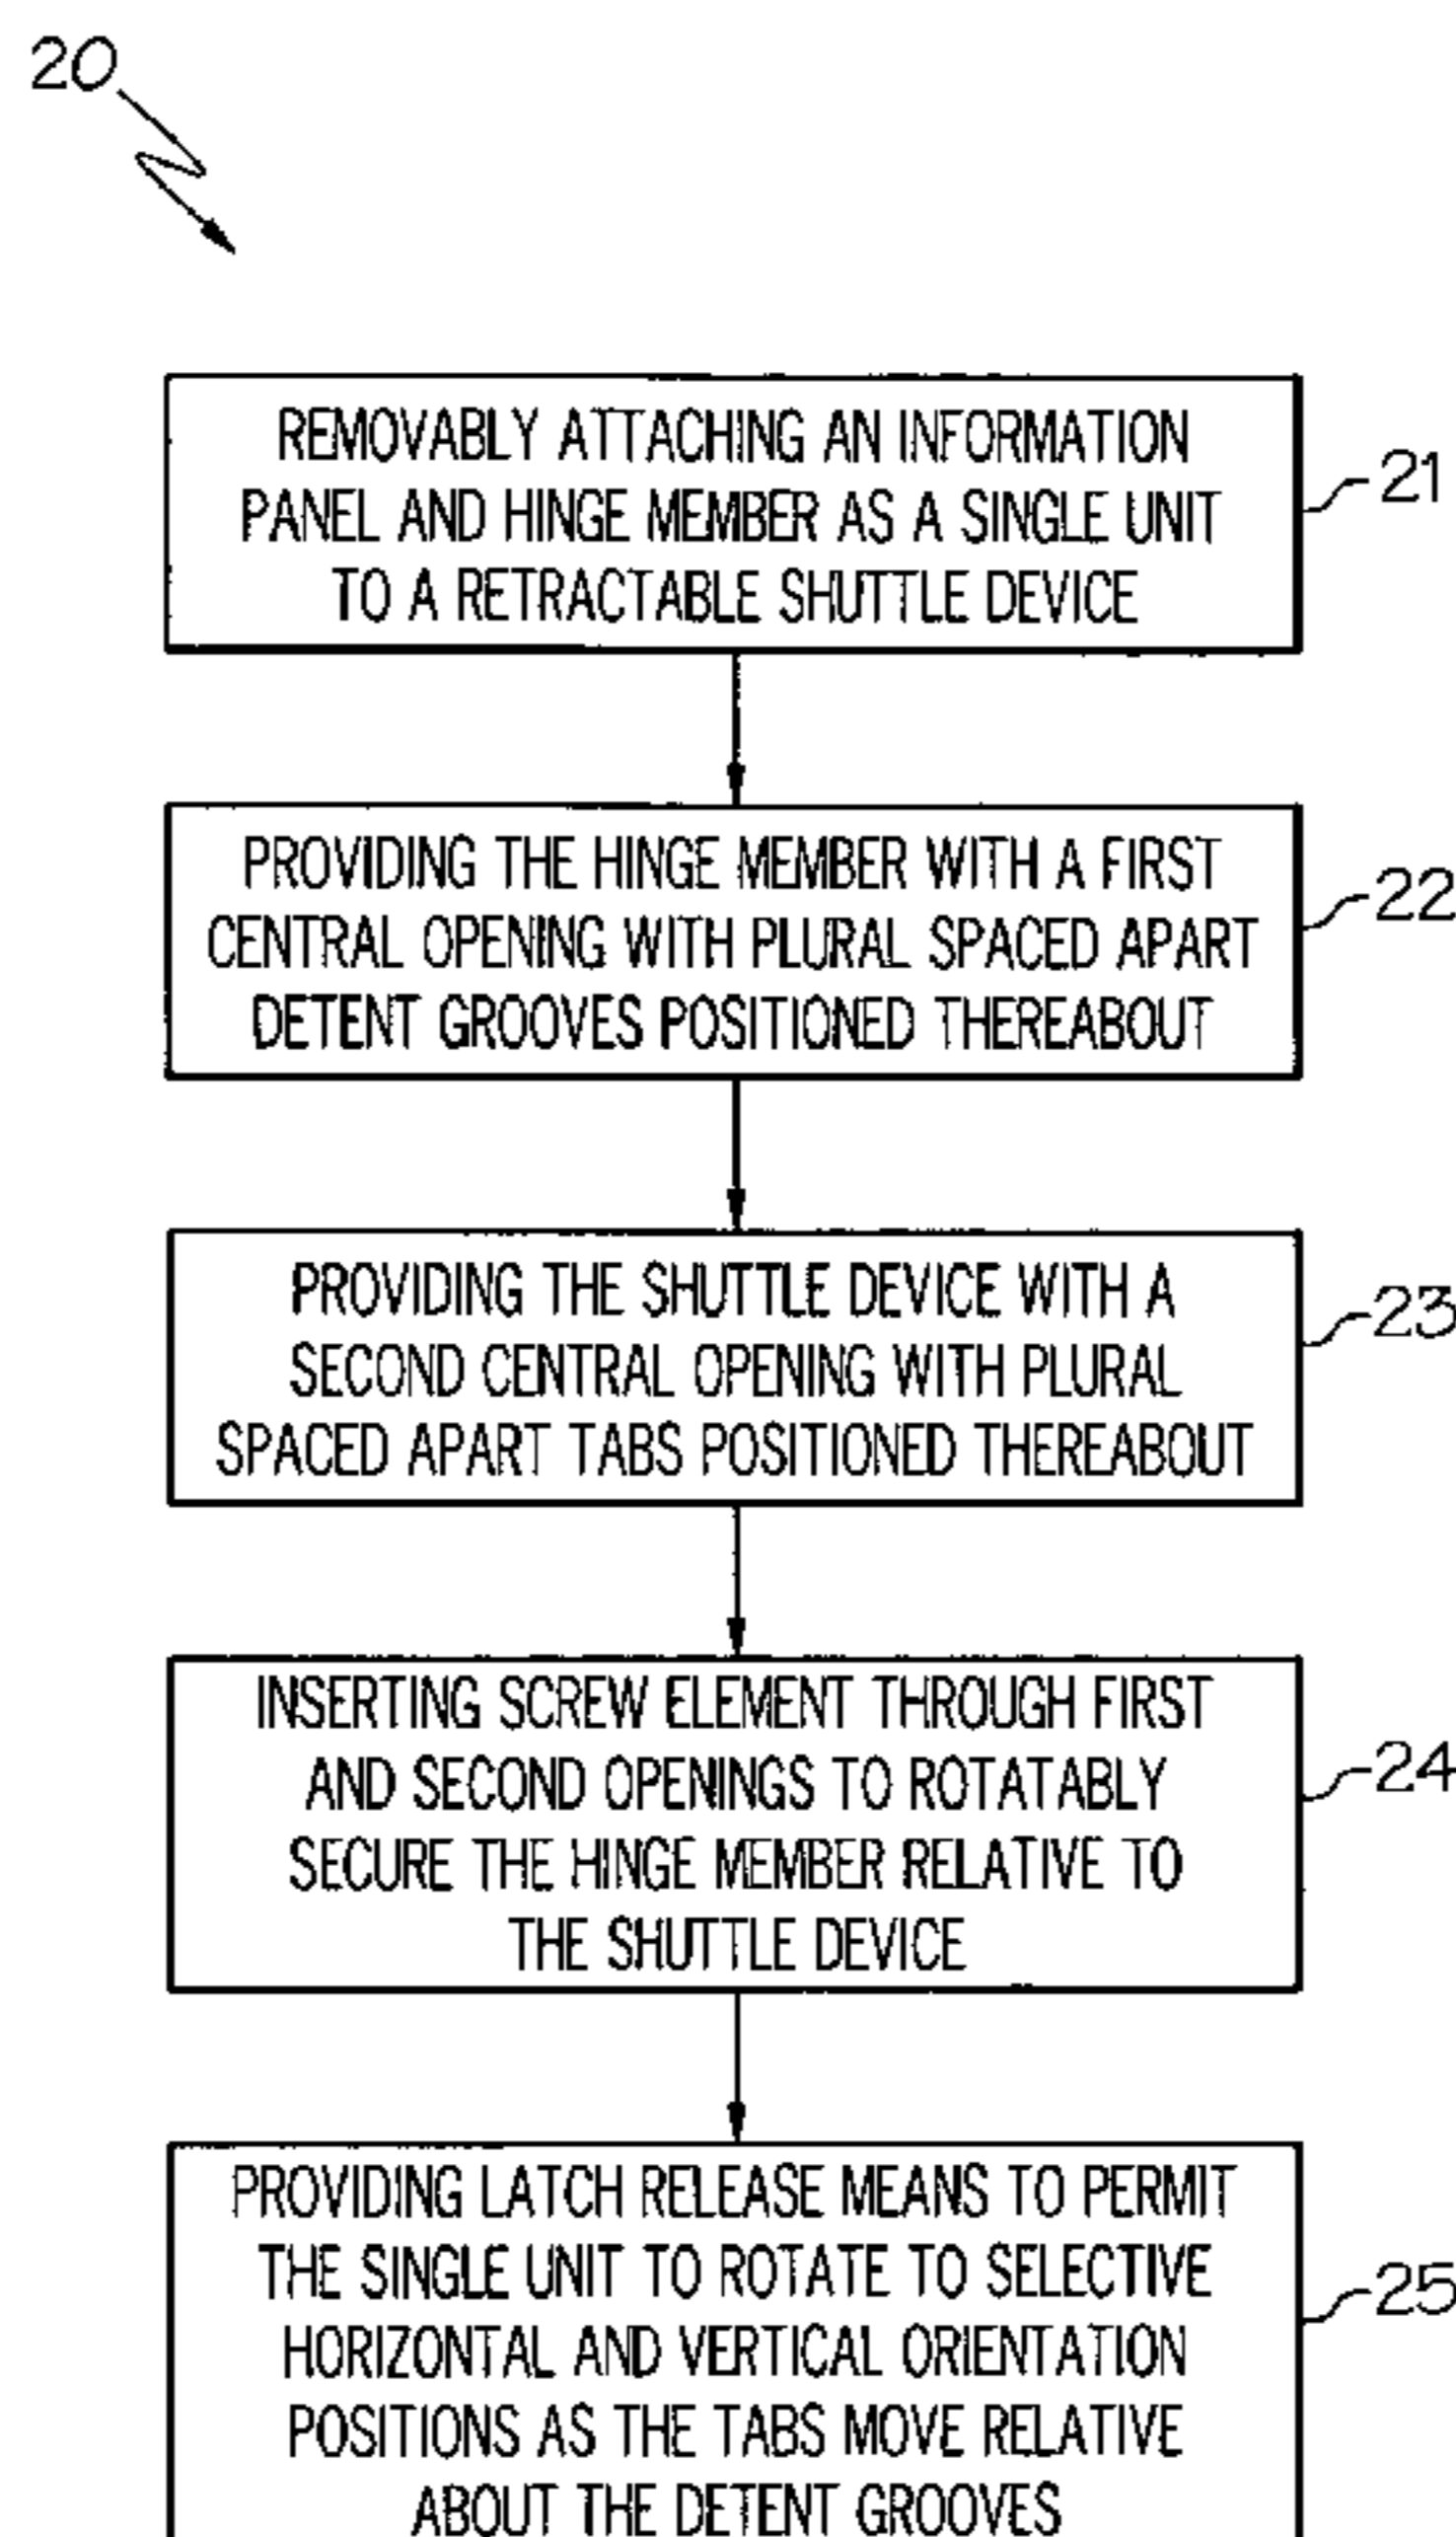 20
REMOVABLY ATTACHING AN INFORMATION
PANEL AND HINGE MEMBER AS A SINGLE UNIT
TO A RETRACTABLE SHUTTLE DEVICE
21
PROVIDING THE HINGE MEMBER WITH A FIRST
CENTRAL OPENING WITH PLURAL SPACED APART
DETENT GROOVES POSITIONED THEREABOUT
22
PROVIDING THE SHUTTLE DEVICE WITH A
SECOND CENTRAL OPENING WITH PLURAL
SPACED APART TABS POSITIONED THEREABOUT
23
INSERTING SCREW ELEMENT THROUGH FIRST
AND SECOND OPENINGS TO ROTATABLY
SECURE THE HINGE MEMBER RELATIVE TO
THE SHUTTLE DEVICE
24
PROVIDING LATCH RELEASE MEANS TO PERMIT
THE SINGLE UNIT TO ROTATE TO SELECTIVE
HORIZONTAL AND VERTICAL ORIENTATION
POSITIONS AS THE TABS MOVE RELATIVE
ABOUT THE DETENT GROOVES
25